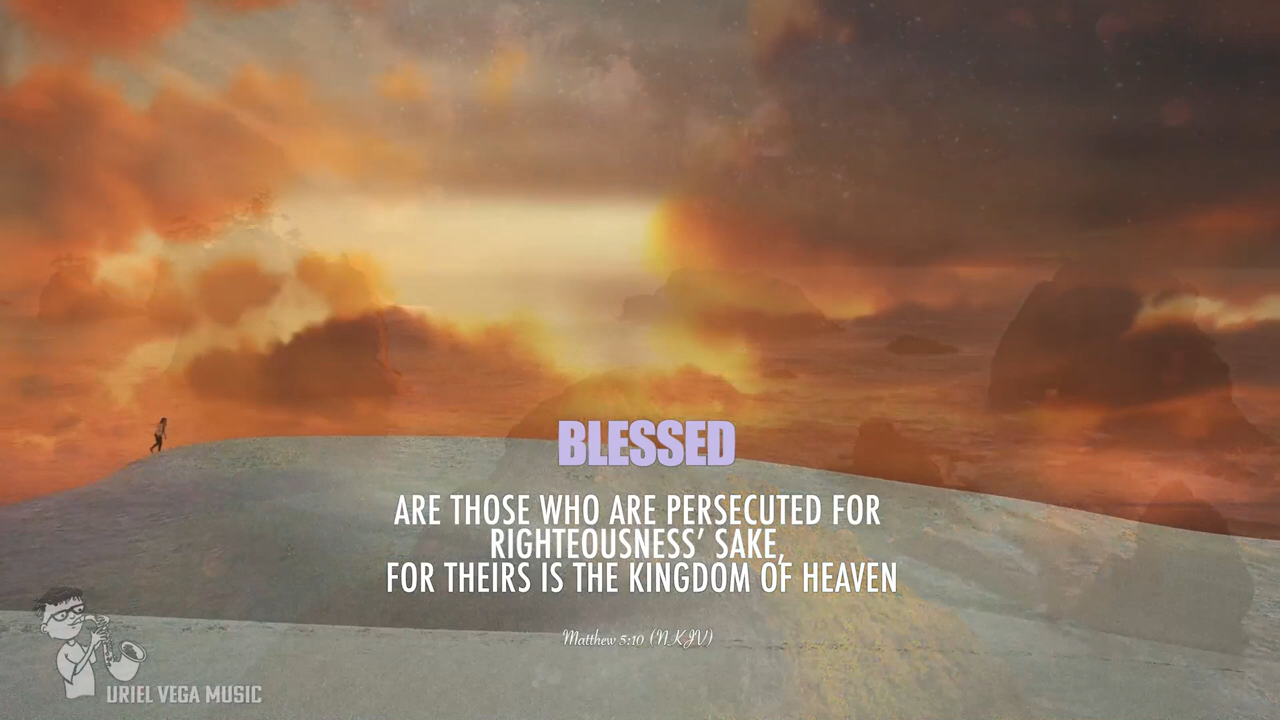 BLESSED
ARE THOSE WHO ARE PERSECUTED FOR
RIGHTEOUSNESS’ SAKE,
FOR THEIRS IS THE KINGDOM OF HEAVEN
Matthew 5:10 (NKJV)
URIEL VEGA MUSIC